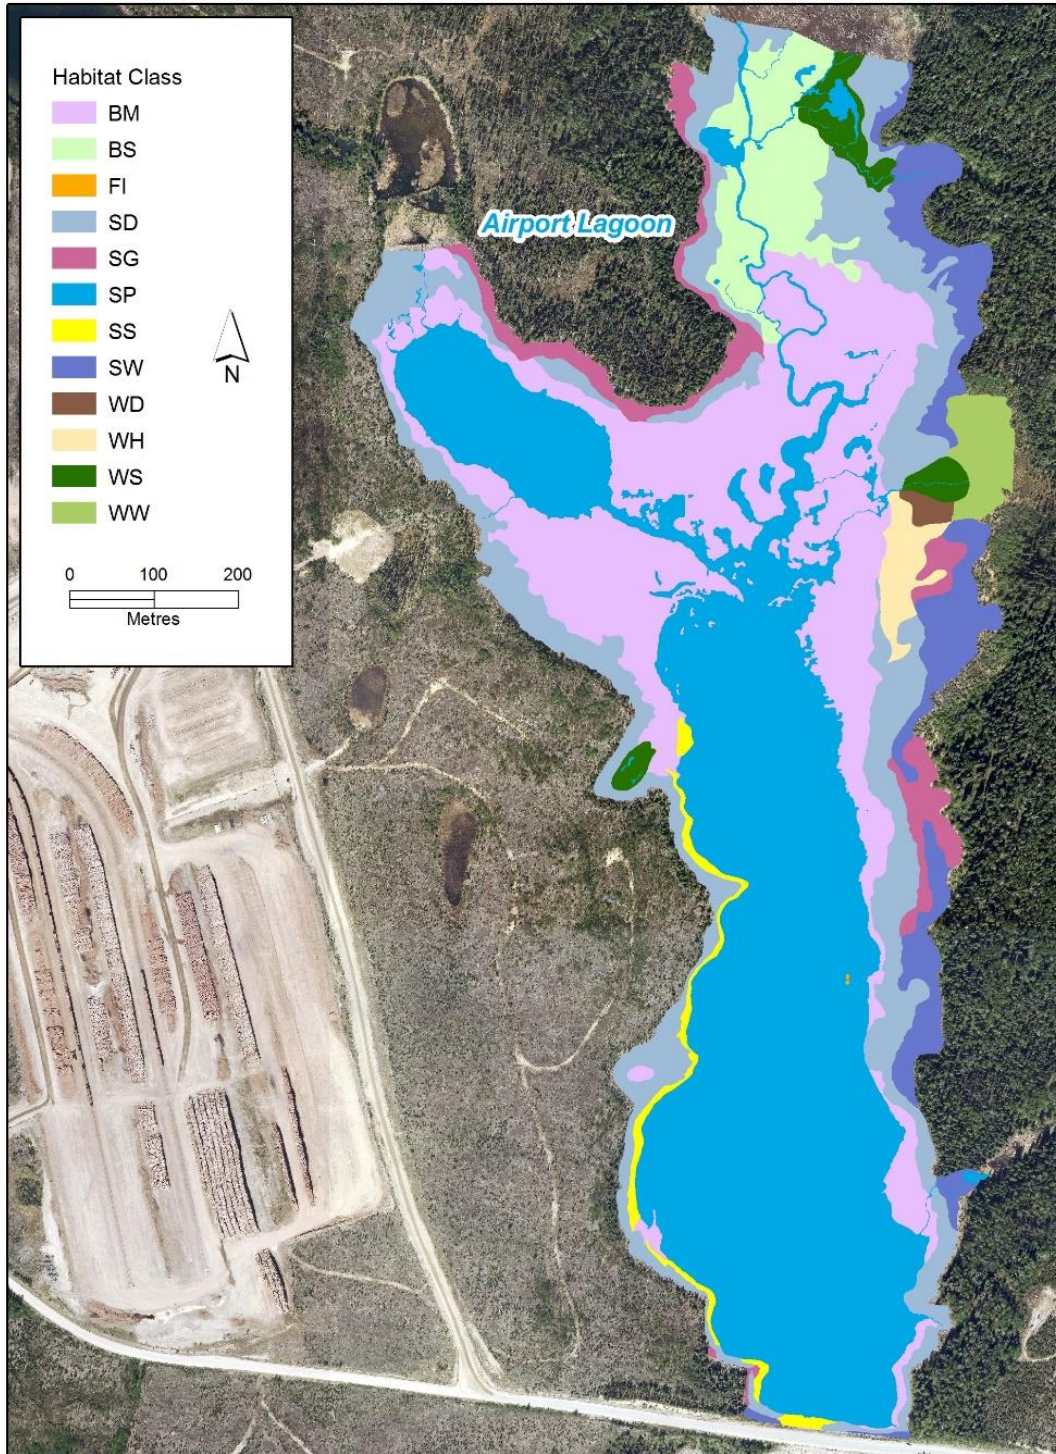 Habitat Class
BM
BS
FI
SD
SG
SP
SS
SW
WD
WH
WS
WW
N
0 100 200
Metres
Airport Lagoon